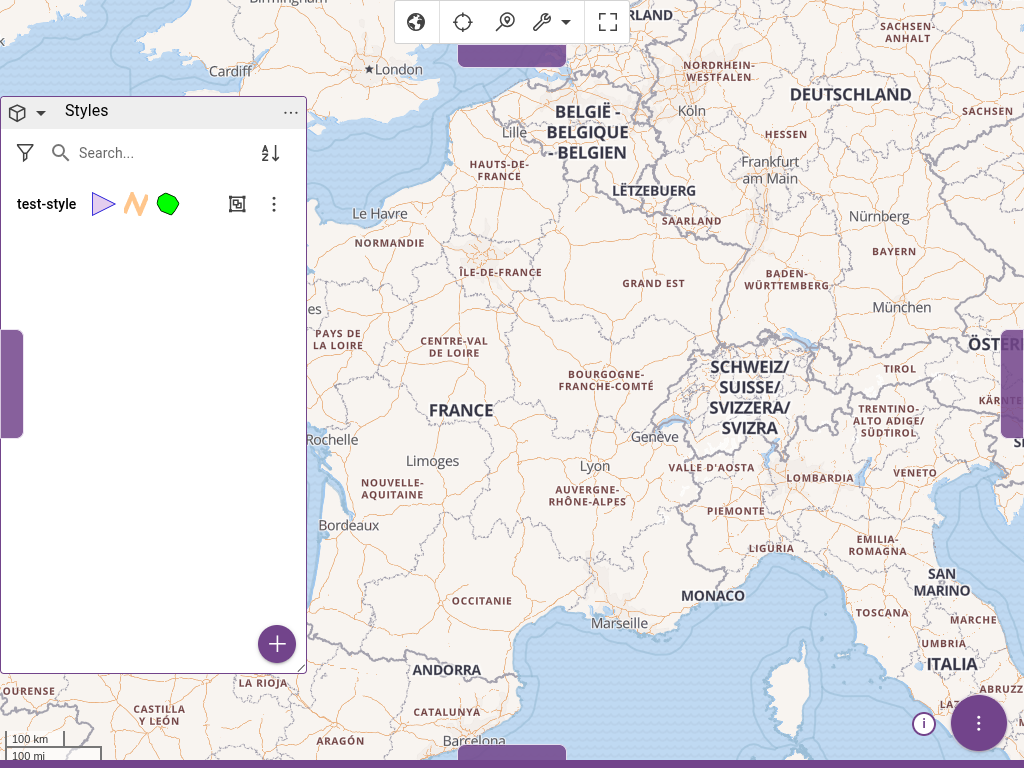 Styles
Search...
test-style
Cardiff
London
RLAND
SACHSEN-
ANHALT
NORDRHEIN-
WESTFALEN
DEUTSCHLAND
Köln
SACHSEN
BELGIË -
BELGIQUE
- BELGIEN
Lille
HESSEN
HAUTS-DE-
FRANCE
Frankfurt
am Main
LËTZEBUERG
Le Havre
SAARLAND
Nürnberg
NORMANDIE
BAYERN
ÎLE-DE-FRANCE
GRAND EST
BADEN-
WÜRTTEMBERG
München
es
PAYS DE
LA LOIRE
CENTRE-VAL
DE LOIRE
ÖSTERI
BOURGOGNE-
FRANCHE-COMTÉ
SCHWEIZ/
SUISSE/
SVIZZERA/
SVIZRA
TIROL
KÄRNTE
FRANCE
TRENTINO-
ALTO ADIGE/
SÜDTIROL
Rochelle
Genève
Limoges
Lyon
VALLE D'AOSTA
LOMBARDIA
VENETO
NOUVELLE-
AQUITAINE
AUVERGNE-
RHÔNE-ALPES
PIEMONTE
Bordeaux
LIGURIA
EMILIA-
ROMAGNA
SAN
MARINO
OCCITANIE
MONACO
TOSCANA
MARCHE
Marseille
UMBRIA
ANDORRA
ITALIA
OURENSE
LA RIOJA
ABRUZZ
CASTILLA
Y LEÓN
CATALUNYA
LAZ
i
ARAGÓN
Barcelona
100 km
100 mi